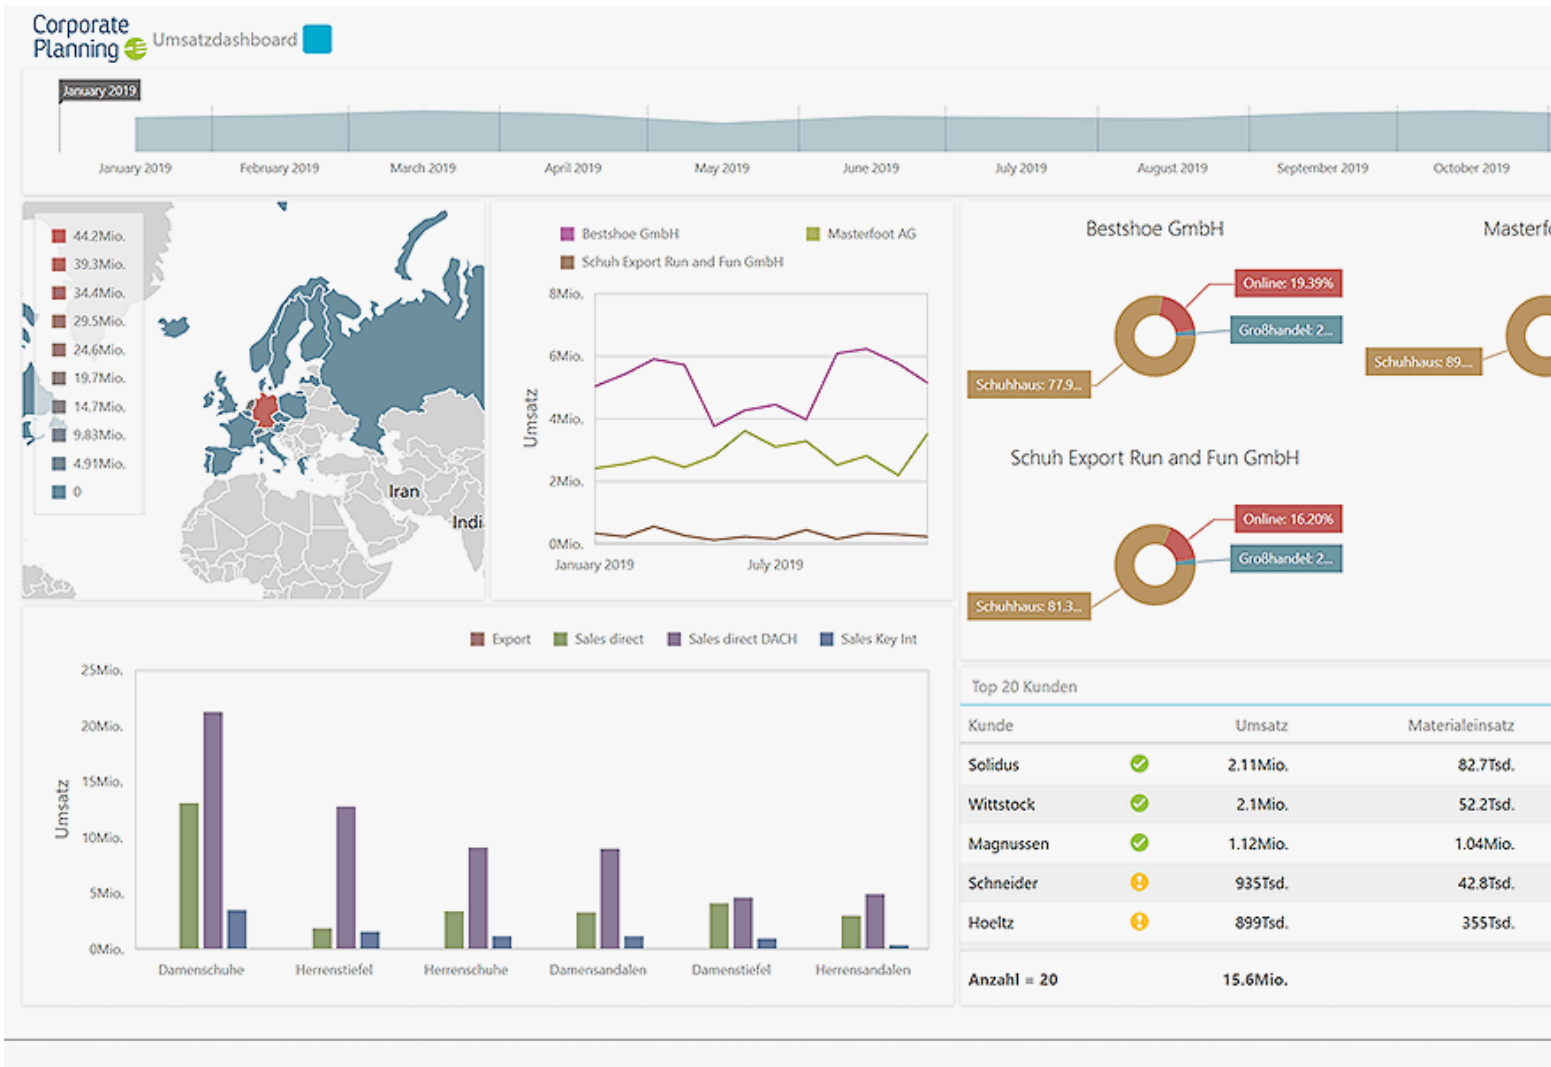 Corporate
Planning
Umsatzdashboard
January 2019
January 2019
February 2019
March 2019
April 2019
May 2019
June 2019
July 2019
August 2019
September 2019
October 2019
44.2Mio.
39.3Mio.
34.4Mio.
29.5Mio.
24.6Mio.
19.7Mio.
14.7Mio.
9.83Mio.
4.91Mio.
0
Iran
Indi
Bestshoe GmbH
Masterfoot AG
Schuh Export Run and Fun GmbH
8Mio.
6Mio.
4Mio.
2Mio.
0Mio.
Umsatz
January 2019
July 2019
Bestshoe GmbH
Online: 19.39%
Großhandel: 2...
Schuhhaus: 77.9...
Masterfo
Schuhhaus: 89....
Schuh Export Run and Fun GmbH
Online: 16.20%
Großhandel: 2...
Schuhhaus: 81.3...
Export
Sales direct
Sales direct DACH
Sales Key Int
25Mio.
20Mio.
15Mio.
10Mio.
5Mio.
0Mio.
Umsatz
Damenschuhe
Herrenstiefel
Herrenschuhe
Damensandalen
Damenstiefel
Herrensandalen
Top 20 Kunden
Kunde Umsatz Materialeinsatz
Solidus 2.11Mio. 82.7Tsd.
Wittstock 2.1Mio. 52.2Tsd.
Magnussen 1.12Mio. 1.04Mio.
Schneider 935Tsd. 42.8Tsd.
Hoeltz 899Tsd. 355Tsd.
Anzahl = 20 15.6Mio.